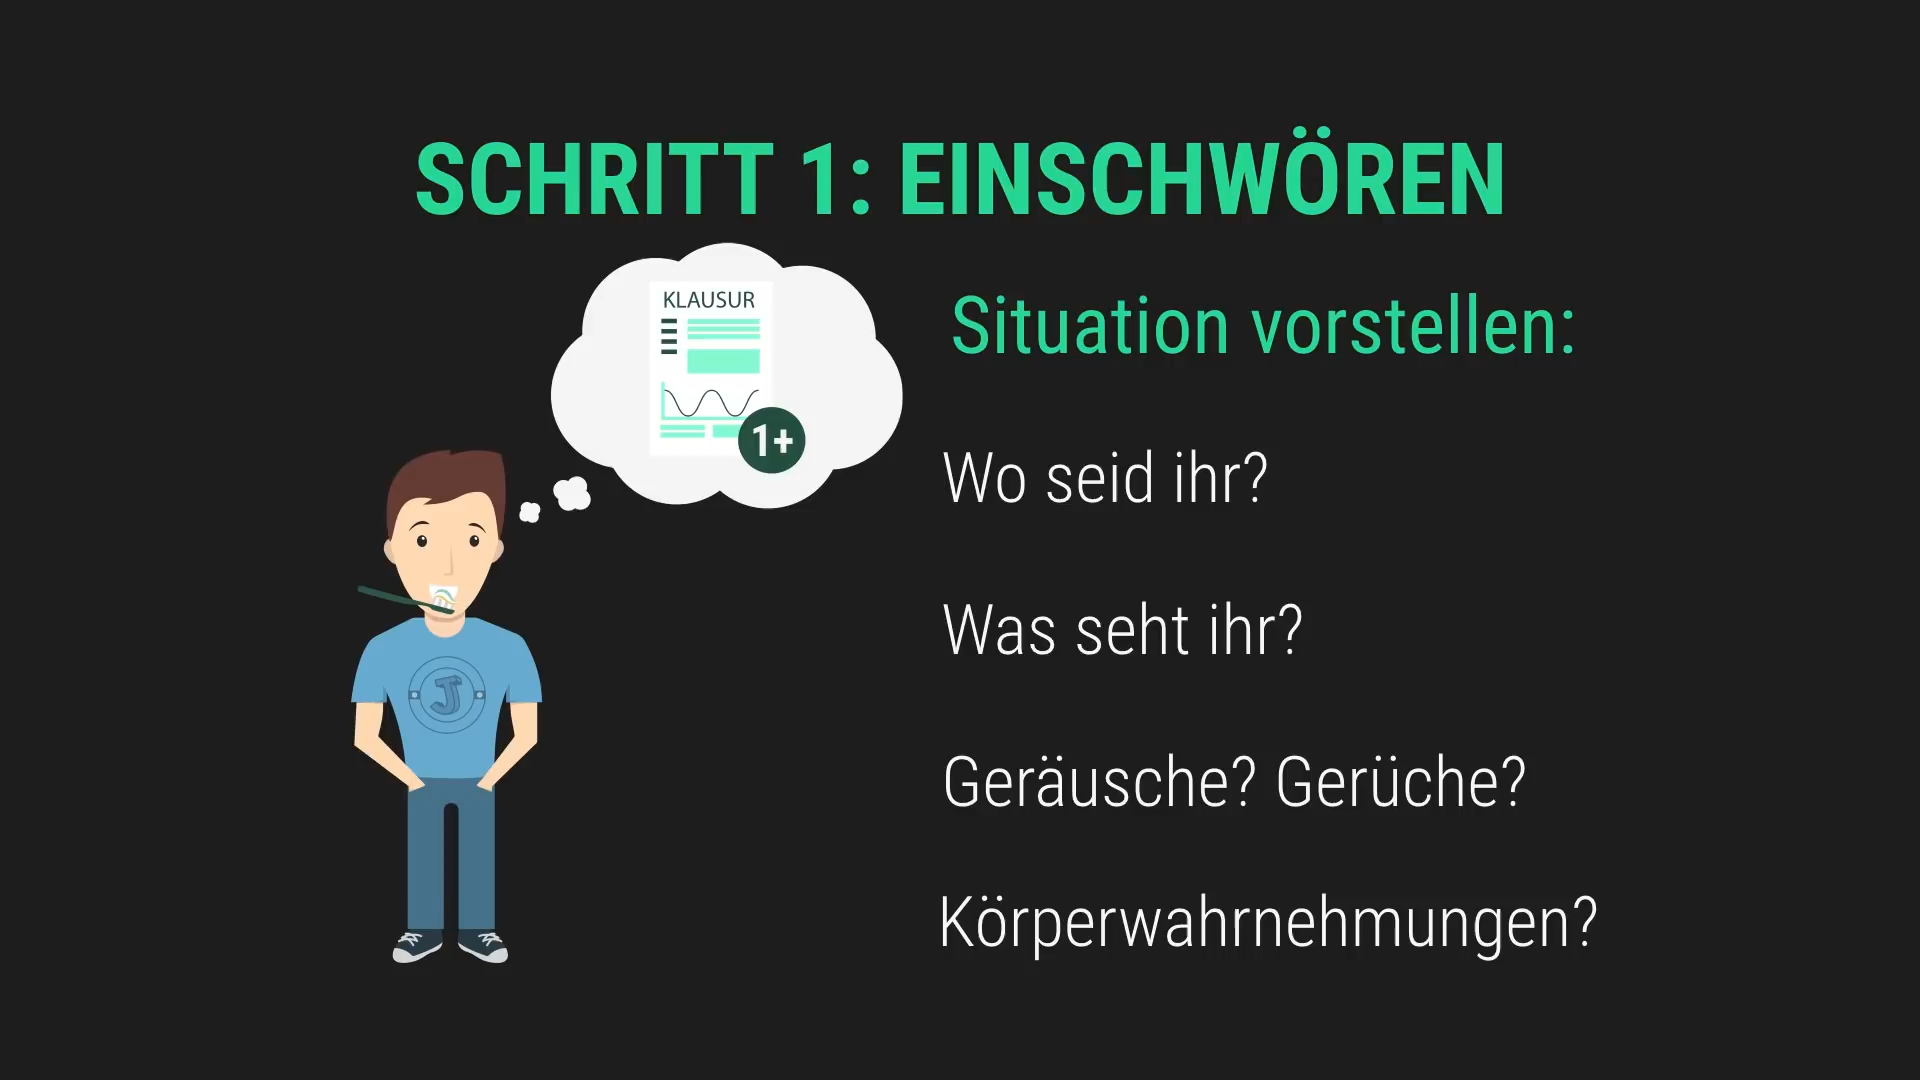 SCHRITT 1: EINSCHWÖREN
KLAUSUR
1+
J
Situation vorstellen:
Wo seid ihr?
Was seht ihr?
Geräusche? Gerüche?
Körperwahrnehmungen?